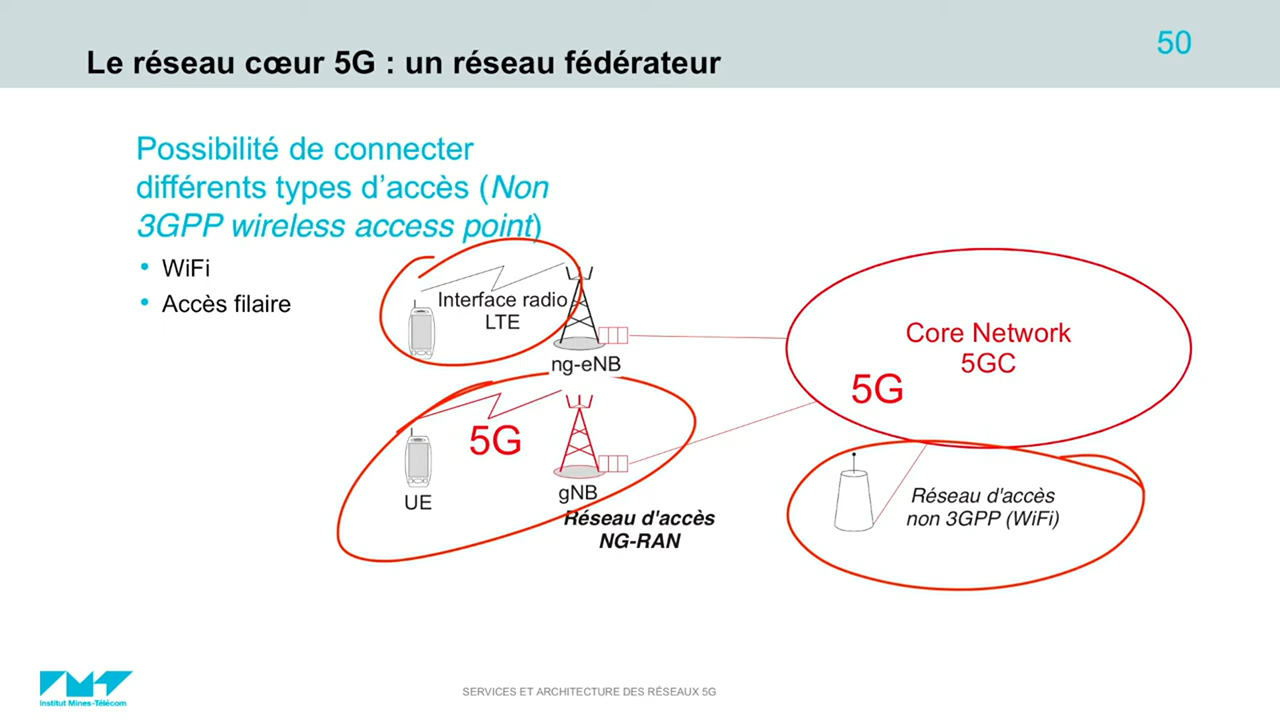 50
Le réseau cœur 5G : un réseau fédérateur
Possibilité de connecter
différents types d’accès (Non
3GPP wireless access point)
• WiFi
• Accès filaire
Interface radio
LTE
ng-eNB
Core Network
5GC
5G
5G
UE
gNB
Réseau d'accès
NG-RAN
Réseau d'accès
non 3GPP (WiFi)
IMT
Institut Mines-Télécom
SERVICES ET ARCHITECTURE DES RÉSEAUX 5G